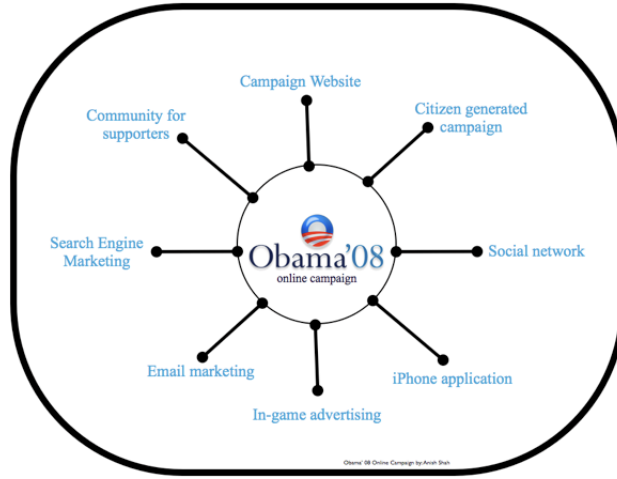 Campaign Website
Citizen generated
campaign
Community for
supporters
Search Engine
Marketing
Obama'08
online campaign
Social network
Email marketing
iPhone application
In-game advertising
Obama' 08 Online Campaign by: Anish Shah